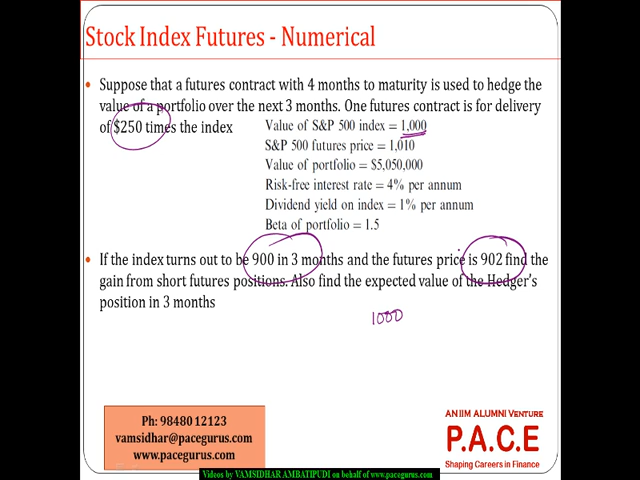 Stock Index Futures - Numerical
Suppose that a futures contract with 4 months to maturity is used to hedge the
value of a portfolio over the next 3 months. One futures contract is for delivery
of $250 times the index
Value of S&P 500 index = 1,000
S&P 500 futures price = 1,010
Value of portfolio = $5,050,000
Risk-free interest rate = 4% per annum
Dividend yield on index = 1% per annum
Beta of portfolio = 1.5
If the index turns out to be 900 in 3 months and the futures price is 902 find the
gain from short futures positions. Also find the expected value of the Hedger's
position in 3 months
1000
Ph: 98480 12123
vamsidhar@pacegurus.com
www.pacegurus.com
AN IIM ALUMNI VENTURE
P.A.C.E
Shaping Careers in Finance
Videos by VAMSIDHAR AMBATIPUDI on behalf of www.pacegurus.com